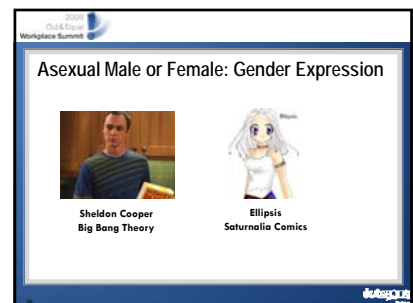 2009
Out & Equal
Workplace Summit
Asexual Male or Female: Gender Expression
Ellipsis
Sheldon Cooper
Big Bang Theory
Ellipsis
Saturnalia Comics